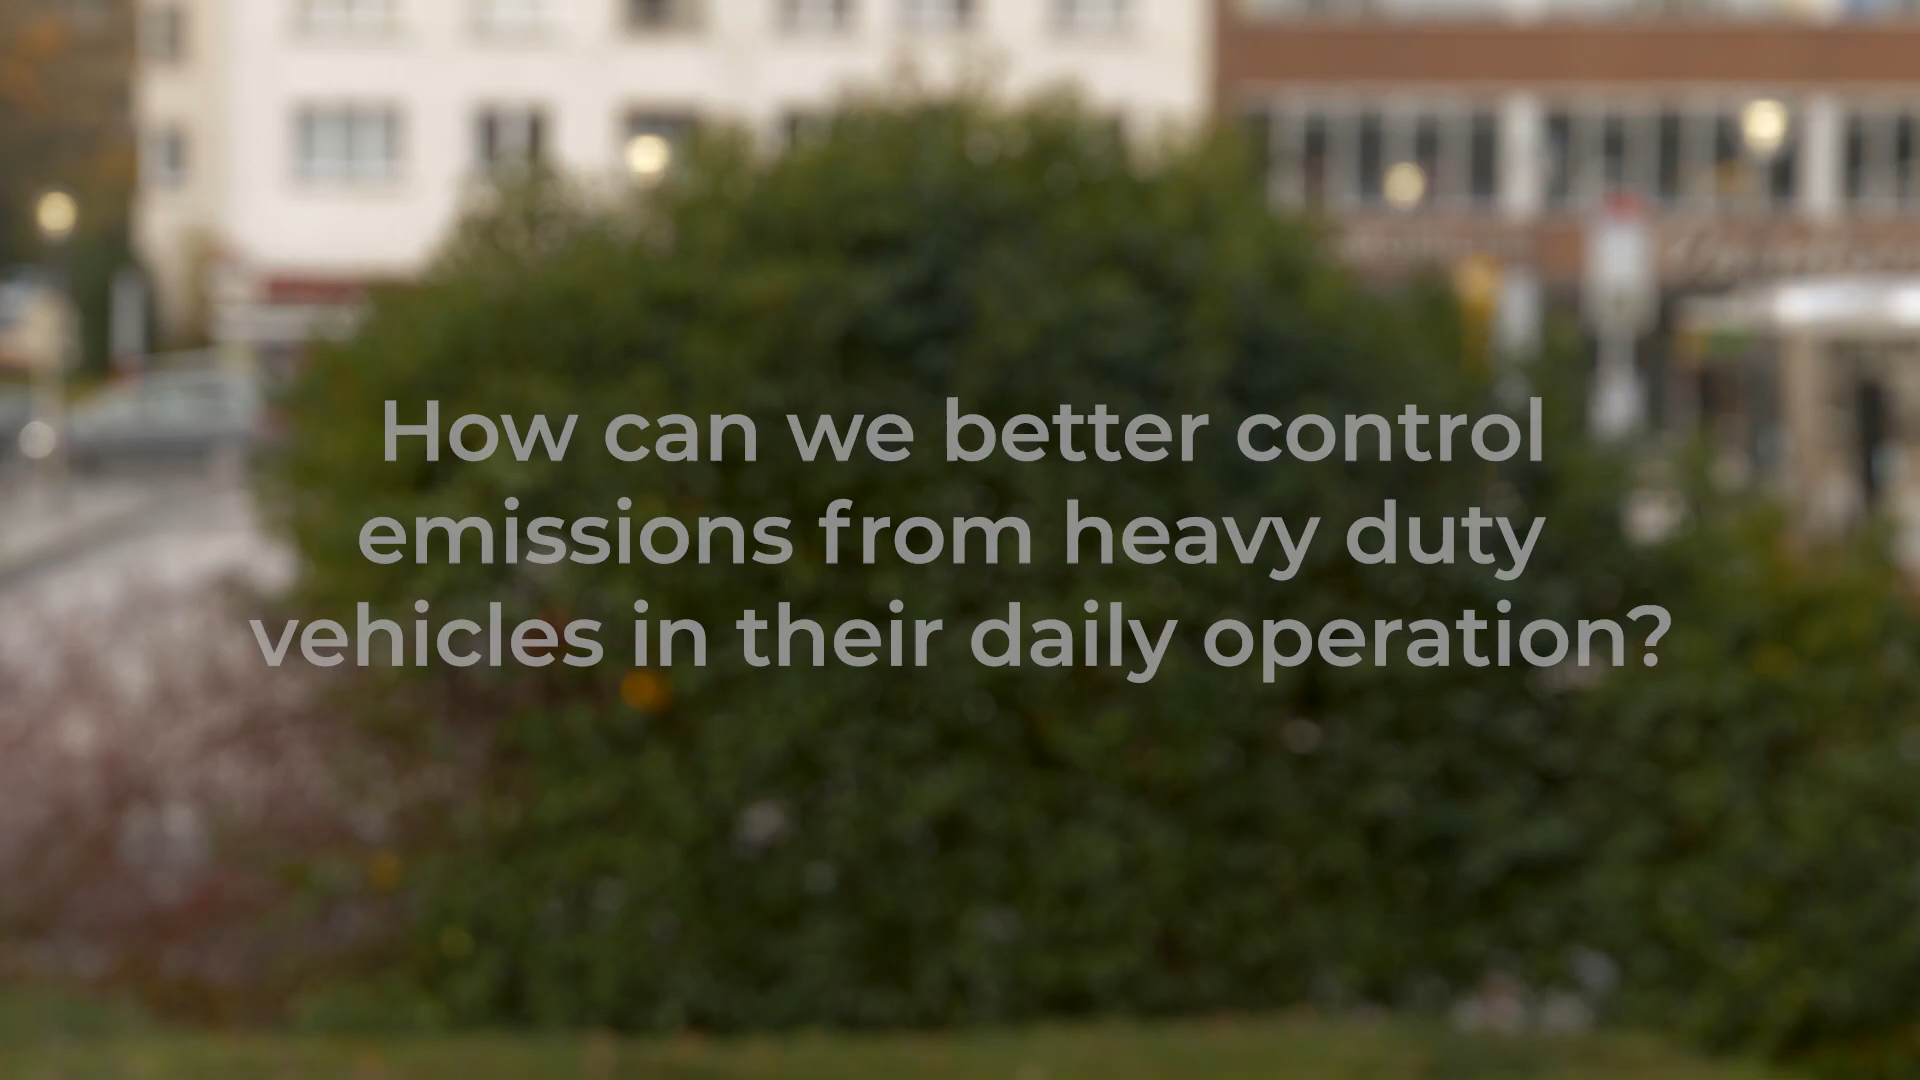 How can we better control
emissions from heavy duty
vehicles in their daily operation?